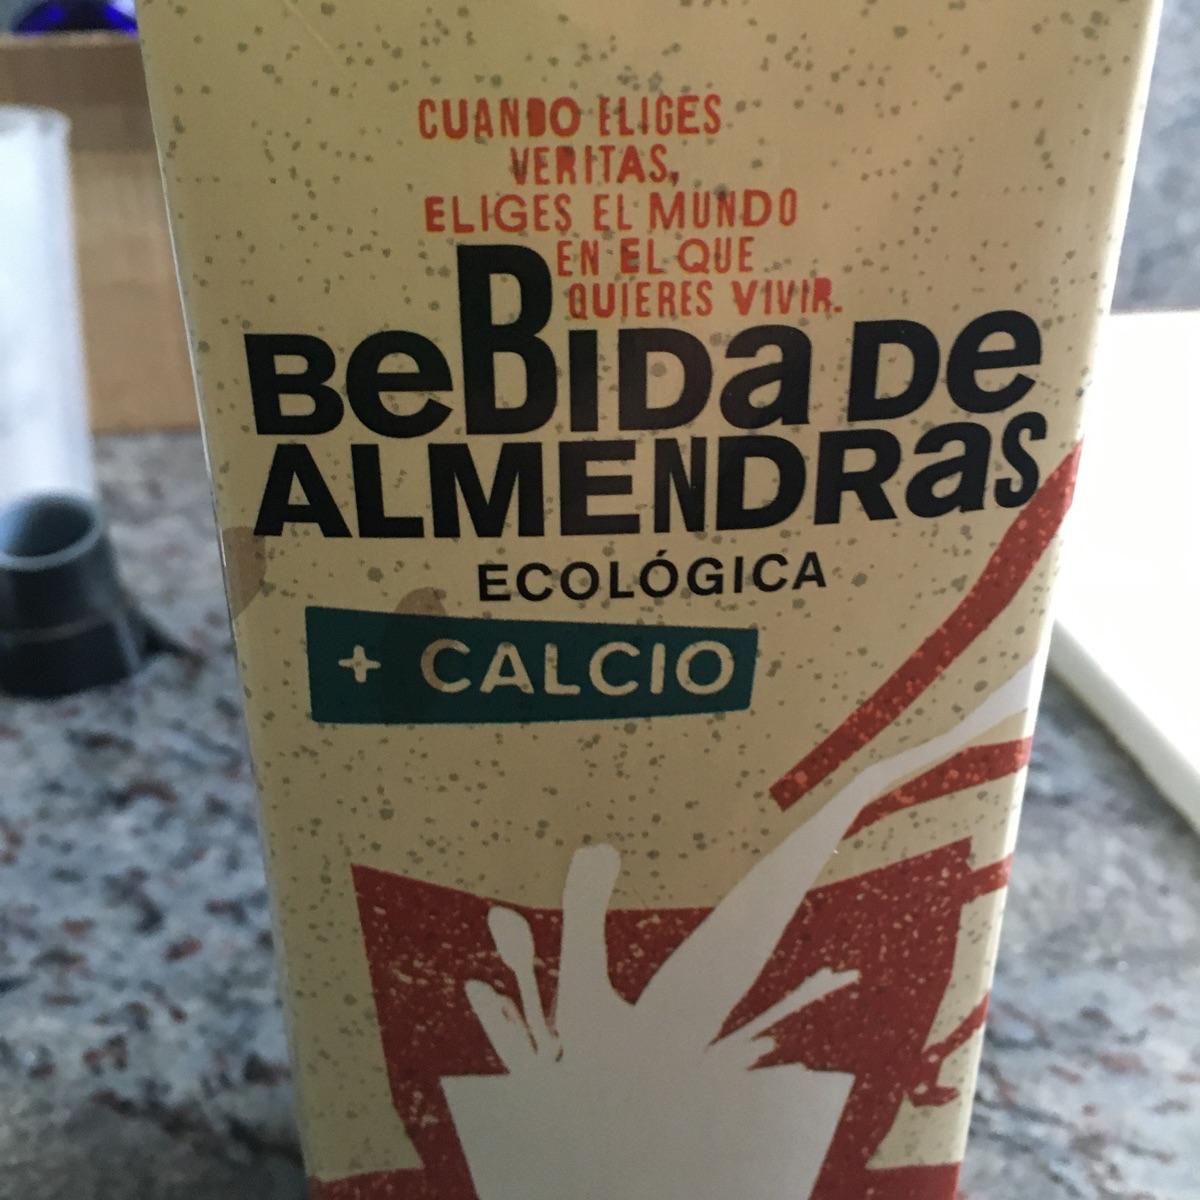 CUANDO ELIGES
VERITAS,
ELIGES EL MUNDO
EN EL QUE
QUIERES VIVIR.
BeBIDa De
ALMENDRas
ECOLÓGICA
+ CALCIO